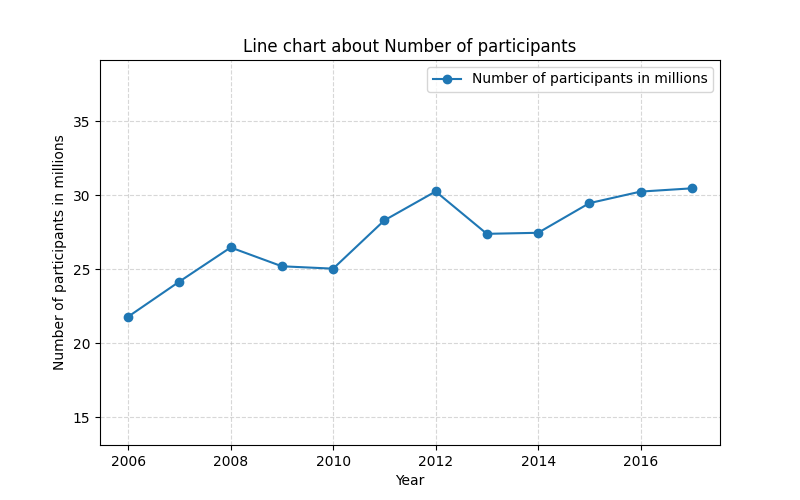 Line chart about Number of participants
Number of participants in millions
Number of participants in millions
35
30
25
20
15
2006 2008 2010 2012 2014 2016
Year